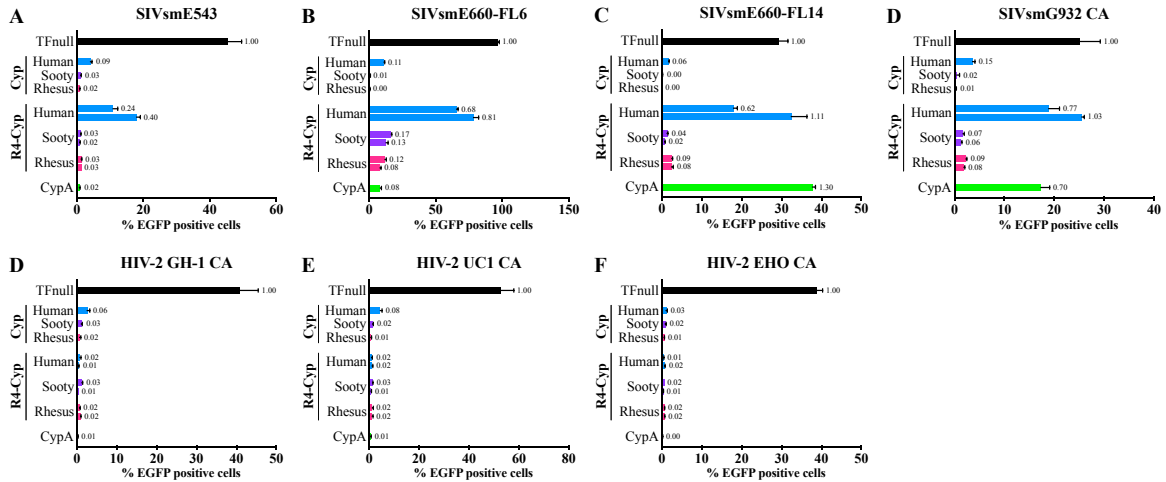 A SIVsmE543
TFnull 1.00
Cyp
Human 0.09
Sooty 0.03
Rhesus 0.02
R4-Cyp
Human 0.24
0.40
Sooty 0.03
0.02
Rhesus 0.03
0.03
CypA 0.02
0 20 40 60
% EGFP positive cells
B SIVsmE660-FL6
TFnull 1.00
Cyp
Human 0.11
Sooty 0.01
Rhesus 0.00
R4-Cyp
Human 0.68
0.81
Sooty 0.17
0.13
Rhesus 0.12
0.08
CypA 0.08
0 50 100 150
% EGFP positive cells
C SIVsmE660-FL14
TFnull 1.00
Cyp
Human 0.06
Sooty 0.00
Rhesus 0.00
R4-Cyp
Human 0.62
1.11
Sooty 0.04
0.02
Rhesus 0.09
0.08
CypA 1.30
0 10 20 30 40 50
% EGFP positive cells
D SIVsmG932 CA
TFnull 1.00
Cyp
Human 0.15
Sooty 0.02
Rhesus 0.01
R4-Cyp
Human 0.77
1.03
Sooty 0.07
0.06
Rhesus 0.09
0.08
CypA 0.70
0 10 20 30 40
% EGFP positive cells
D HIV-2 GH-1 CA
TFnull 1.00
Cyp
Human 0.06
Sooty 0.03
Rhesus 0.02
R4-Cyp
Human 0.02
0.01
Sooty 0.03
0.01
Rhesus 0.02
0.02
CypA 0.01
0 10 20 30 40 50
% EGFP positive cells
E HIV-2 UC1 CA
TFnull 1.00
Cyp
Human 0.08
Sooty 0.02
Rhesus 0.01
R4-Cyp
Human 0.02
0.02
Sooty 0.03
0.01
Rhesus 0.02
0.02
CypA 0.01
0 20 40 60 80
% EGFP positive cells
F HIV-2 EHO CA
TFnull 1.00
Cyp
Human 0.03
Sooty 0.02
Rhesus 0.01
R4-Cyp
Human 0.01
0.02
Sooty 0.02
0.01
Rhesus 0.02
0.02
CypA 0.00
0 10 20 30 40 50
% EGFP positive cells